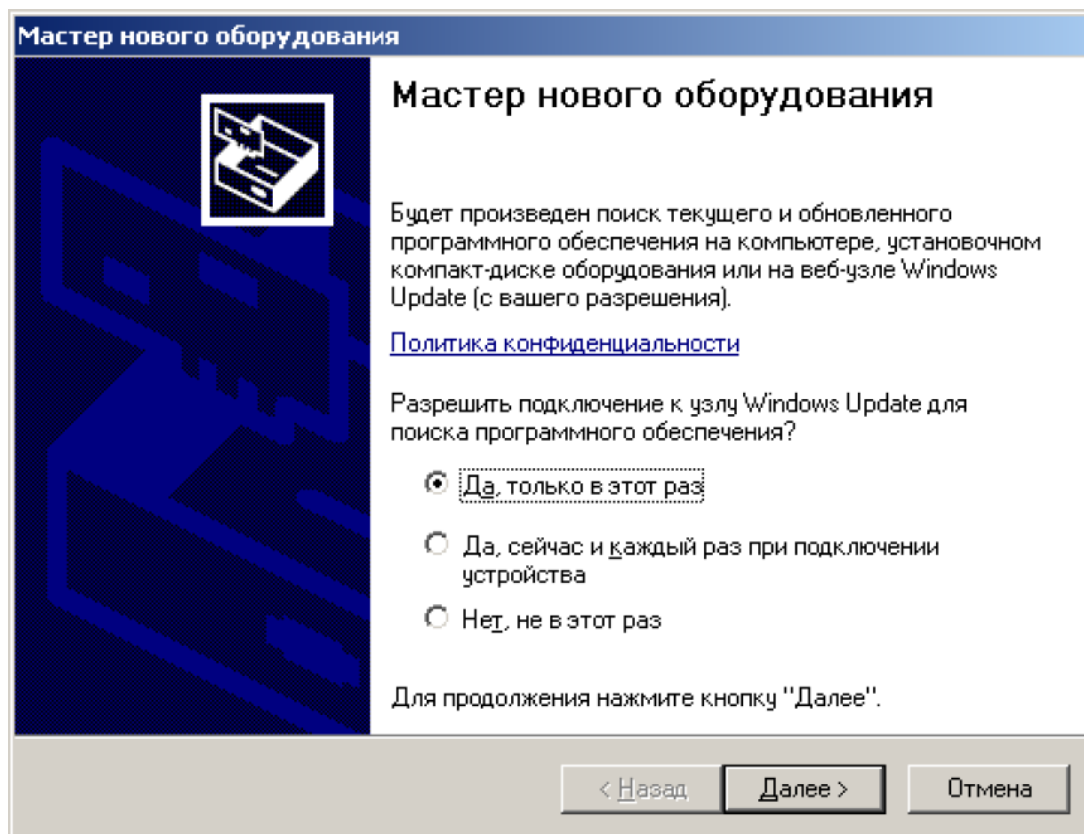 Мастер нового оборудования
Мастер нового оборудования
Будет произведен поиск текущего и обновленного
программного обеспечения на компьютере, установочном
компакт-диске оборудования или на веб-узле Windows
Update (с вашего разрешения).
Политика конфиденциальности
Разрешить подключение к узлу Windows Update для
поиска программного обеспечения?
Да, только в этот раз
Да, сейчас и каждый раз при подключении
устройства
Нет, не в этот раз
Для продолжения нажмите кнопку "Далее".
< Назад
Далее >
Отмена